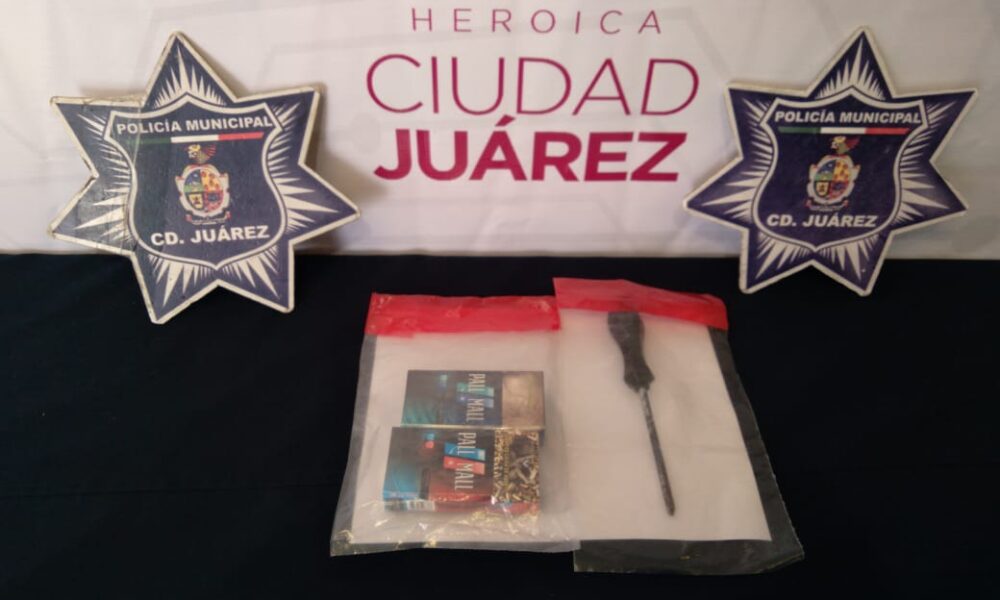 HEROICA
CIUDAD
JUÁREZ
POLICÍA MUNICIPAL
CD. JUÁREZ
POLICÍA MUNICIPAL
CD. JUÁREZ
PALL MALL
PALL MALL